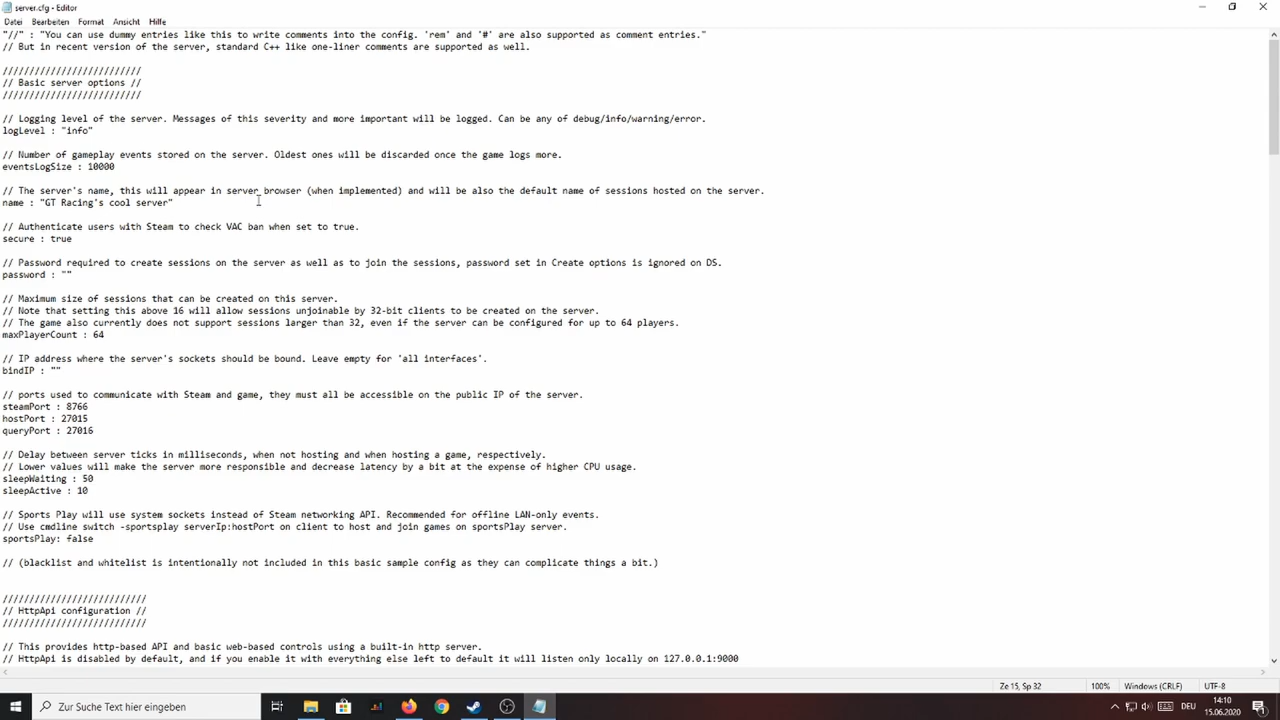 server.cfg - Editor
Datei Bearbeiten Format Ansicht Hilfe
"//" : "You can use dummy entries like this to write comments into the config. 'rem' and '#' are also supported as comment entries."
// But in recent version of the server, standard C++ like one-liner comments are supported as well.
//////////////////////////
// Basic server options //
//////////////////////////
// Logging level of the server. Messages of this severity and more important will be logged. Can be any of debug/info/warning/error.
logLevel : "info"
// Number of gameplay events stored on the server. Oldest ones will be discarded once the game logs more.
eventsLogSize : 10000
// The server's name, this will appear in server browser (when implemented) and will be also the default name of sessions hosted on the server.
name : "GT Racing's cool server"
// Authenticate users with Steam to check VAC ban when set to true.
secure : true
// Password required to create sessions on the server as well as to join the sessions, password set in Create options is ignored on DS.
password : ""
// Maximum size of sessions that can be created on this server.
// Note that setting this above 16 will allow sessions unjoinable by 32-bit clients to be created on the server.
// The game also currently does not support sessions larger than 32, even if the server can be configured for up to 64 players.
maxPlayerCount : 64
// IP address where the server's sockets should be bound. Leave empty for 'all interfaces'.
bindIP : ""
// ports used to communicate with Steam and game, they must all be accessible on the public IP of the server.
steamPort : 8766
hostPort : 27015
queryPort : 27016
// Delay between server ticks in milliseconds, when not hosting and when hosting a game, respectively.
// Lower values will make the server more responsible and decrease latency by a bit at the expense of higher CPU usage.
sleepWaiting : 50
sleepActive : 10
// Sports Play will use system sockets instead of Steam networking API. Recommended for offline LAN-only events.
// Use cmdline switch -sportsplay serverIp:hostPort on client to host and join games on sportsPlay server.
sportsPlay: false
// (blacklist and whitelist is intentionally not included in this basic sample config as they can complicate things a bit.)
///////////////////////////
// HttpApi configuration //
///////////////////////////
// This provides http-based API and basic web-based controls using a built-in http server.
// HttpApi is disabled by default, and if you enable it with everything else left to default it will listen only locally on 127.0.0.1:9000
Ze 15, Sp 32 100% Windows (CRLF) UTF-8
Zur Suche Text hier eingeben
DEU
14:10
15.06.2020
1